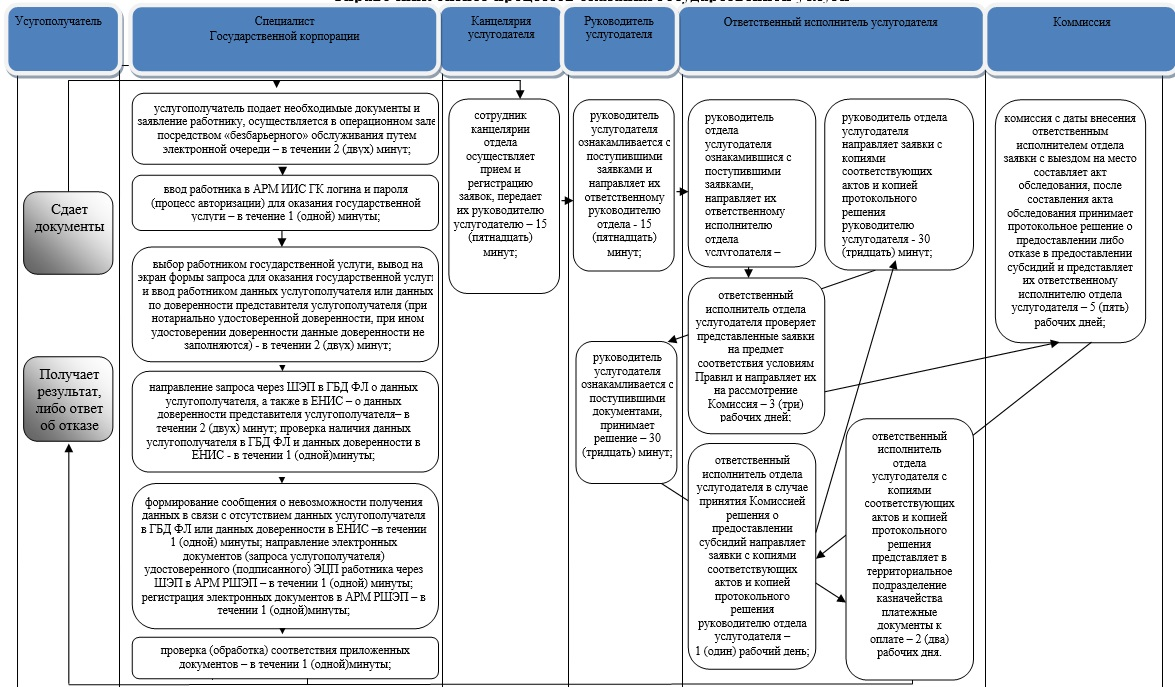 Усугополучатель
Специалист
Государственной корпорации
Канцелярия
услугодателя
Руководитель
услугодателя
Ответственный исполнитель услугодателя
Коммиссия
Сдает
документы
Получает
результат,
либо ответ
об отказе
услугополучатель подает необходимые документы и
заявление работнику, осуществляется в операционном зале
посредством «безбарьерного» обслуживания путем
электронной очереди – в течении 2 (двух) минут;
ввод работника в АРМ ИИС ГК логина и пароля
(процесс авторизации) для оказания государственной
услуги – в течение 1 (одной) минуты;
выбор работником государственной услуги, вывод на
экран формы запроса для оказания государственной услуги
и ввод работником данных услугополучателя или данных
по доверенности представителя услугополучателя (при
нотариально удостоверенной доверенности, при ином
удостоверении доверенности данные доверенности не
заполняются) - в течении 2 (двух) минут;
направление запроса через ШЭП в ГБД ФЛ о данных
услугополучателя, а также в ЕНИС – о данных
доверенности представителя услугополучателя– в
течении 2 (двух) минут; проверка наличия данных
услугополучателя в ГБД ФЛ и данных доверенности в
ЕНИС - в течении 1 (одной)минуты;
формирование сообщения о невозможности получения
данных в связи с отсутствием данных услугополучателя
в ГБД ФЛ или данных доверенности в ЕНИС –в течении
1 (одной) минуты; направление электронных
документов (запроса услугополучателя)
удостоверенного (подписанного) ЭЦП работника через
ШЭП в АРМ РШЭП – в течении 1 (одной) минуты;
регистрация электронных документов в АРМ РШЭП – в
течении 1 (одной)минуты;
проверка (обработка) соответствия приложенных
документов – в течении 1 (одной)минуты;
сотрудник
канцелярии
отдела
осуществляет
прием и
регистрацию
заявок, передает
их руководителю
услугодателю – 15
(пятнадцать)
минут;
руководитель
услугодателя
ознакамливается с
поступившими
заявками и
направляет их
ответственному
руководителю
отдела - 15
(пятнадцать)
минут;
руководитель
услугодателя
ознакамливается с
поступившими
документами,
принимает
решение – 30
(тридцать) минут;
руководитель
отдела
услугодателя
ознакамившися с
поступившими
заявками,
направляет их
ответственному
исполнителю
отдела
услугодателя –
ответственный
исполнитель отдела
услугодателя проверяет
представленные заявки
на предмет
соответствия условиям
Правил и направляет их
на рассмотрение
Комиссия – 3 (три)
рабочих дней;
ответственный
исполнитель отдела
услугодателя в случае
принятия Комиссией
решения о
предоставлении
субсидий направляет
заявки с копиями
соответствующих
актов и копией
протокольного
решения
руководителю отдела
услугодателя –
1 (один) рабочий день;
руководитель отдела
услугодателя
направляет заявки с
копиями
соответствующих
актов и копией
протокольного
решения
руководителю
услугодателя - 30
(тридцать) минут;
ответственный
исполнитель
отдела
услугодателя с
копиями
соответствующих
актов и копией
протокольного
решения
представляет в
территориальное
подразделение
казначейства
платежные
документы к
оплате – 2 (два)
рабочих дня.
комиссия с даты внесения
ответственным
исполнителем отдела
заявки с выездом на место
составляет акт
обследования, после
составления акта
обследования принимает
протокольное решение о
предоставлении либо
отказе в предоставлении
субсидий и представляет
их ответственному
исполнителю отдела
услугодателя – 5 (пять)
рабочих дней;